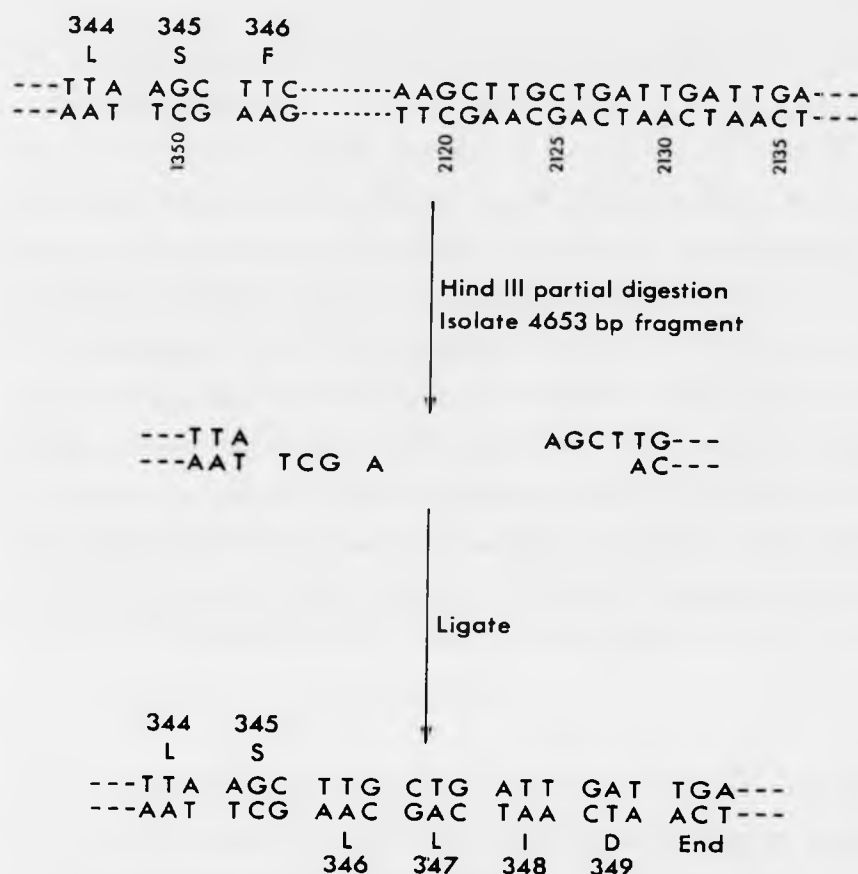 344 345 346
L S F
---TTA AGC TTC·········AAGCTTGCTGATTGATTGA---
---AAT TCG AAG·········TTCGAACGACTAACTAACT---
1350 2120 2125 2130 2135
Hind III partial digestion
Isolate 4653 bp fragment
---TTA AGCTTG---
---AAT TCG A AC---
Ligate
344 345
L S
---TTA AGC TTG CTG ATT GAT TGA---
---AAT TCG AAC GAC TAA CTA ACT---
L L I D End
346 347 348 349